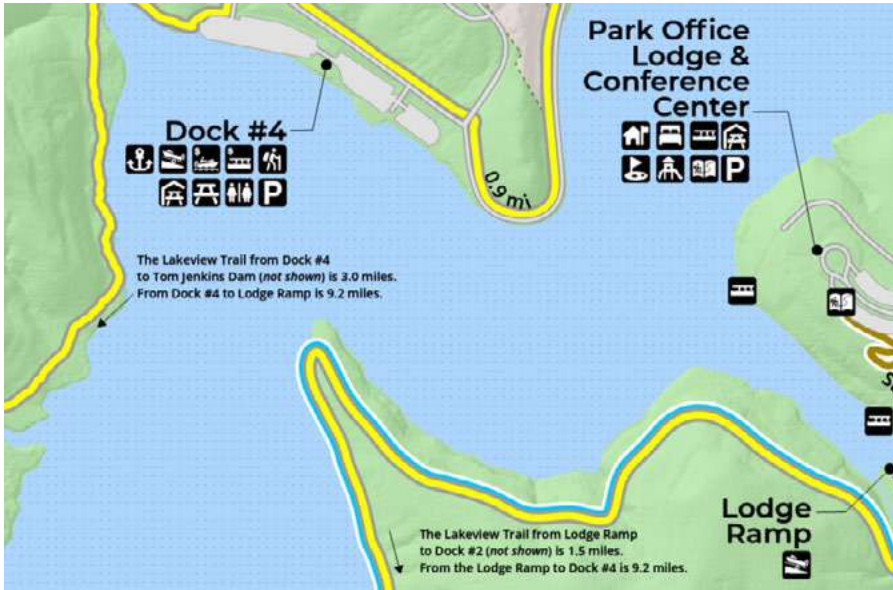 Park Office
Lodge &
Conference
Center
Dock #4
P
P
0.9 mi
The Lakeview Trail from Dock #4
to Tom Jenkins Dam (not shown) is 3.0 miles.
From Dock #4 to Lodge Ramp is 9.2 miles.
Lodge
Ramp
The Lakeview Trail from Lodge Ramp
to Dock #2 (not shown) is 1.5 miles.
From the Lodge Ramp to Dock #4 is 9.2 miles.